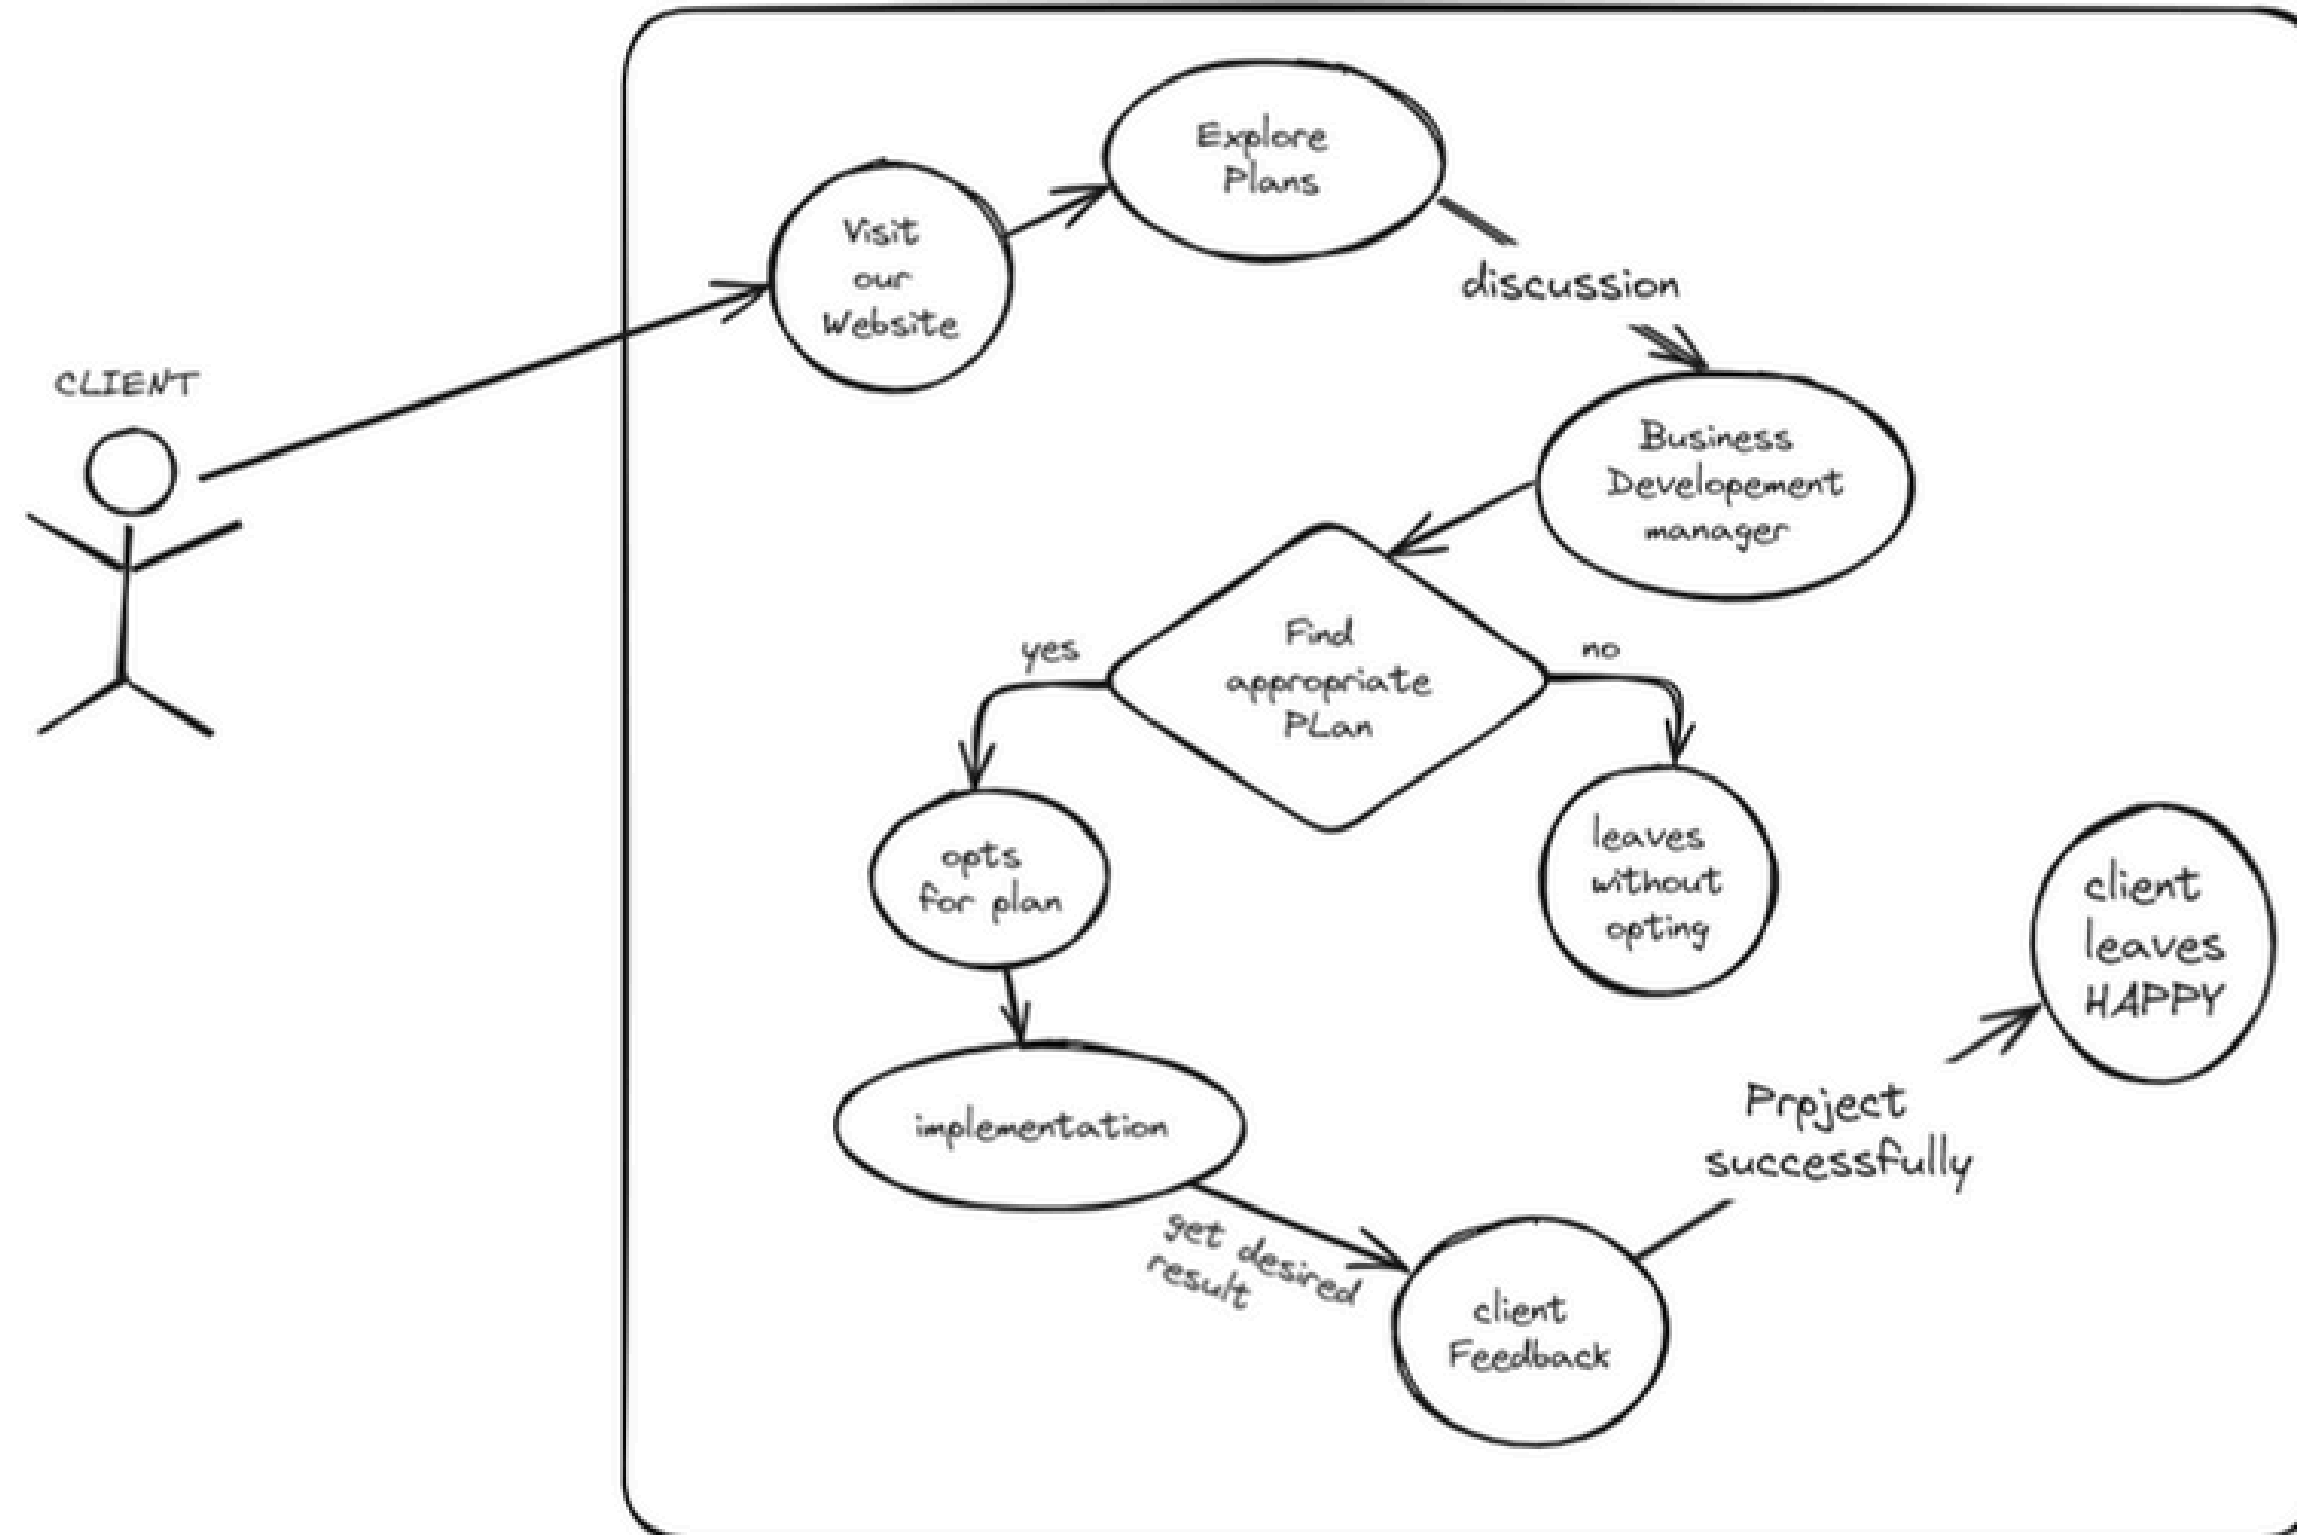 CLIENT
Visit
our
Website
Explore
Plans
discussion
Business
Developement
manager
Find
appropriate
PLan
yes
no
opts
for plan
leaves
without
opting
implementation
get desired
result
client
Feedback
Prpject
successfully
client
leaves
HAPPY